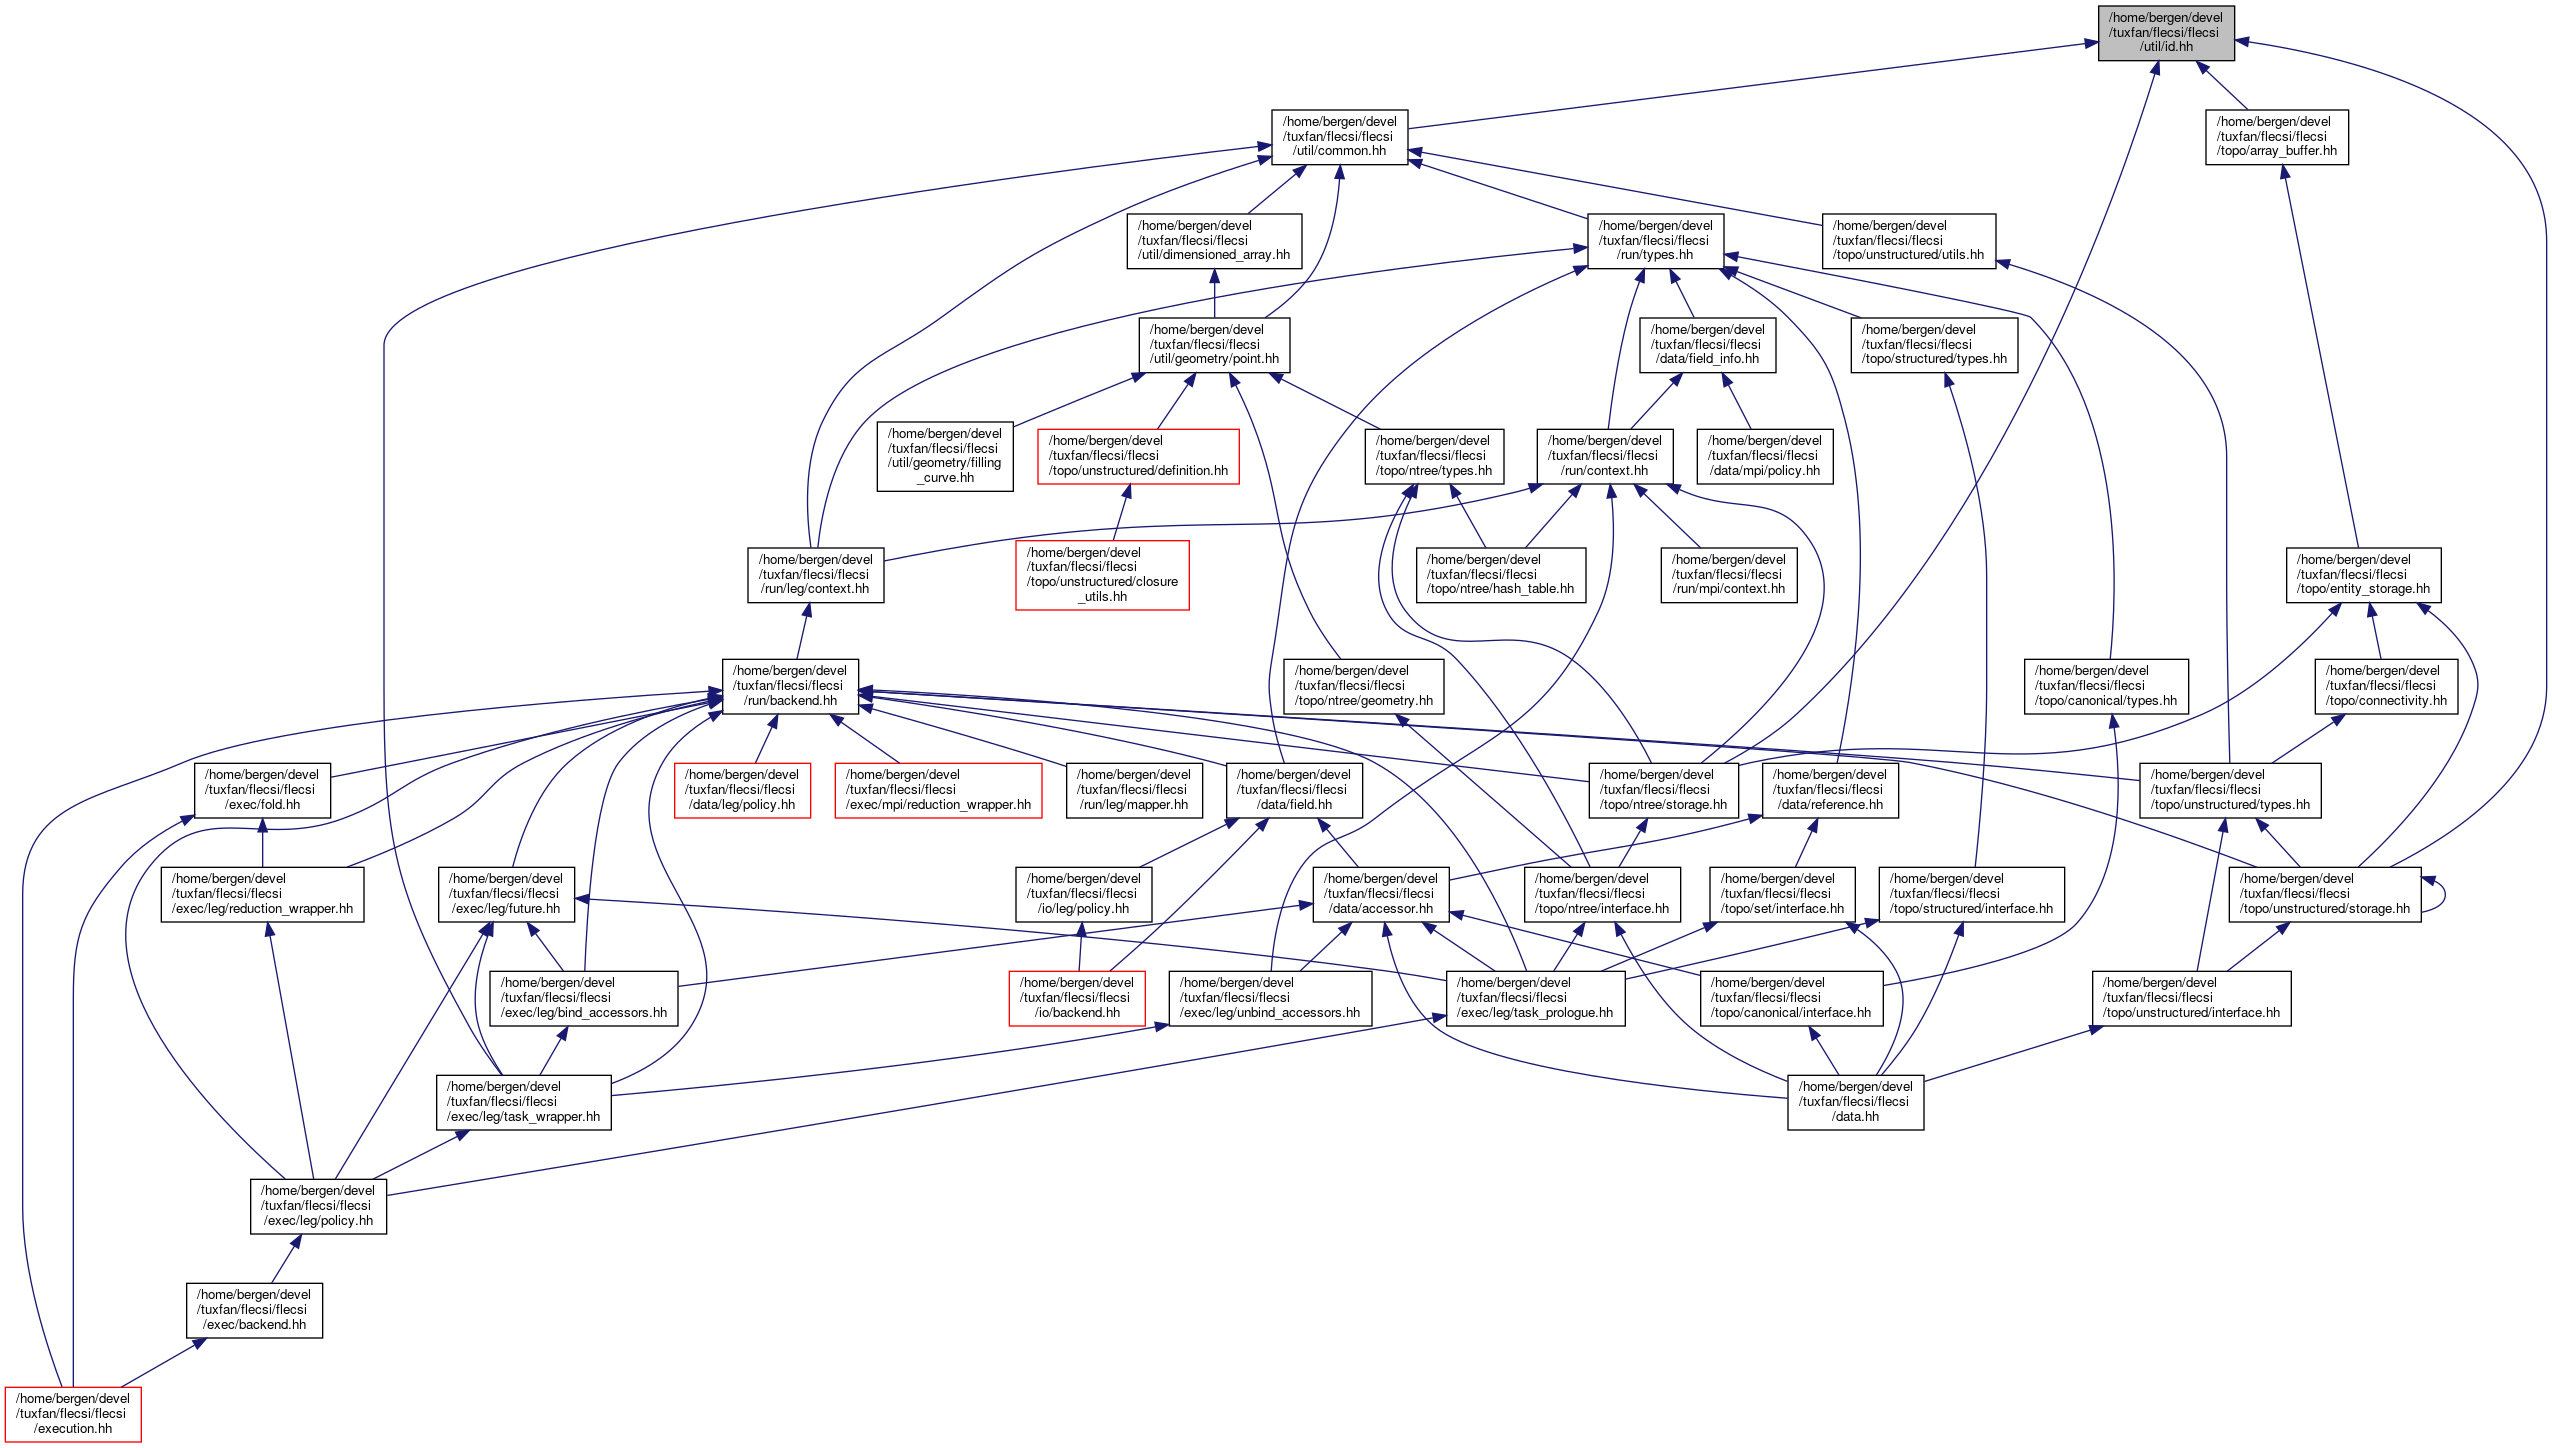 /home/bergen/devel
/tuxfan/flecsi/flecsi
/util/id.hh
/home/bergen/devel
/tuxfan/flecsi/flecsi
/util/common.hh
/home/bergen/devel
/tuxfan/flecsi/flecsi
/topo/array_buffer.hh
/home/bergen/devel
/tuxfan/flecsi/flecsi
/util/dimensioned_array.hh
/home/bergen/devel
/tuxfan/flecsi/flecsi
/run/types.hh
/home/bergen/devel
/tuxfan/flecsi/flecsi
/topo/unstructured/utils.hh
/home/bergen/devel
/tuxfan/flecsi/flecsi
/util/geometry/point.hh
/home/bergen/devel
/tuxfan/flecsi/flecsi
/data/field_info.hh
/home/bergen/devel
/tuxfan/flecsi/flecsi
/topo/structured/types.hh
/home/bergen/devel
/tuxfan/flecsi/flecsi
/util/geometry/filling
_curve.hh
/home/bergen/devel
/tuxfan/flecsi/flecsi
/topo/unstructured/definition.hh
/home/bergen/devel
/tuxfan/flecsi/flecsi
/topo/ntree/types.hh
/home/bergen/devel
/tuxfan/flecsi/flecsi
/run/context.hh
/home/bergen/devel
/tuxfan/flecsi/flecsi
/data/mpi/policy.hh
/home/bergen/devel
/tuxfan/flecsi/flecsi
/run/leg/context.hh
/home/bergen/devel
/tuxfan/flecsi/flecsi
/topo/unstructured/closure
_utils.hh
/home/bergen/devel
/tuxfan/flecsi/flecsi
/topo/ntree/hash_table.hh
/home/bergen/devel
/tuxfan/flecsi/flecsi
/run/mpi/context.hh
/home/bergen/devel
/tuxfan/flecsi/flecsi
/topo/entity_storage.hh
/home/bergen/devel
/tuxfan/flecsi/flecsi
/run/backend.hh
/home/bergen/devel
/tuxfan/flecsi/flecsi
/topo/ntree/geometry.hh
/home/bergen/devel
/tuxfan/flecsi/flecsi
/topo/canonical/types.hh
/home/bergen/devel
/tuxfan/flecsi/flecsi
/topo/connectivity.hh
/home/bergen/devel
/tuxfan/flecsi/flecsi
/exec/fold.hh
/home/bergen/devel
/tuxfan/flecsi/flecsi
/data/leg/policy.hh
/home/bergen/devel
/tuxfan/flecsi/flecsi
/exec/mpi/reduction_wrapper.hh
/home/bergen/devel
/tuxfan/flecsi/flecsi
/run/leg/mapper.hh
/home/bergen/devel
/tuxfan/flecsi/flecsi
/data/field.hh
/home/bergen/devel
/tuxfan/flecsi/flecsi
/topo/ntree/storage.hh
/home/bergen/devel
/tuxfan/flecsi/flecsi
/data/reference.hh
/home/bergen/devel
/tuxfan/flecsi/flecsi
/topo/unstructured/types.hh
/home/bergen/devel
/tuxfan/flecsi/flecsi
/exec/leg/reduction_wrapper.hh
/home/bergen/devel
/tuxfan/flecsi/flecsi
/exec/leg/future.hh
/home/bergen/devel
/tuxfan/flecsi/flecsi
/io/leg/policy.hh
/home/bergen/devel
/tuxfan/flecsi/flecsi
/data/accessor.hh
/home/bergen/devel
/tuxfan/flecsi/flecsi
/topo/ntree/interface.hh
/home/bergen/devel
/tuxfan/flecsi/flecsi
/topo/set/interface.hh
/home/bergen/devel
/tuxfan/flecsi/flecsi
/topo/structured/interface.hh
/home/bergen/devel
/tuxfan/flecsi/flecsi
/topo/unstructured/storage.hh
/home/bergen/devel
/tuxfan/flecsi/flecsi
/exec/leg/bind_accessors.hh
/home/bergen/devel
/tuxfan/flecsi/flecsi
/io/backend.hh
/home/bergen/devel
/tuxfan/flecsi/flecsi
/exec/leg/unbind_accessors.hh
/home/bergen/devel
/tuxfan/flecsi/flecsi
/exec/leg/task_prologue.hh
/home/bergen/devel
/tuxfan/flecsi/flecsi
/topo/canonical/interface.hh
/home/bergen/devel
/tuxfan/flecsi/flecsi
/topo/unstructured/interface.hh
/home/bergen/devel
/tuxfan/flecsi/flecsi
/exec/leg/task_wrapper.hh
/home/bergen/devel
/tuxfan/flecsi/flecsi
/data.hh
/home/bergen/devel
/tuxfan/flecsi/flecsi
/exec/leg/policy.hh
/home/bergen/devel
/tuxfan/flecsi/flecsi
/exec/backend.hh
/home/bergen/devel
/tuxfan/flecsi/flecsi
/execution.hh